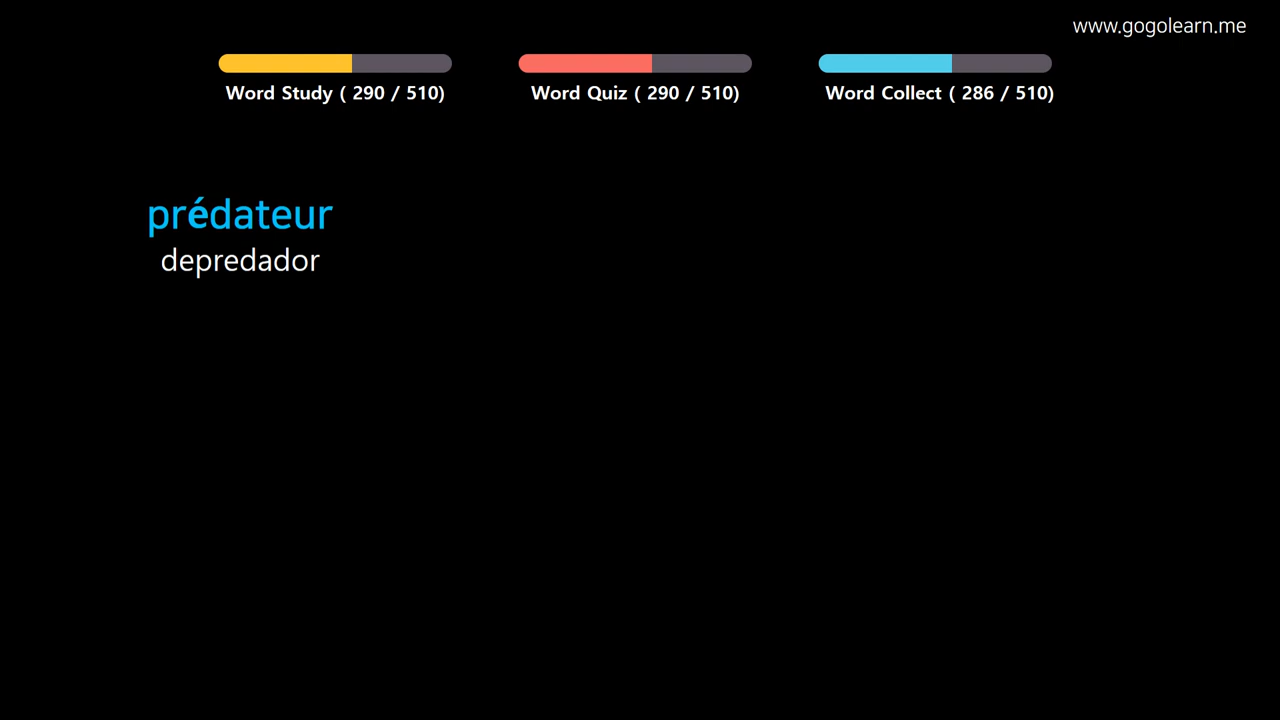 www.gogolearn.me
Word Study ( 290 / 510)
Word Quiz ( 290 / 510)
Word Collect ( 286 / 510)
prédateur
depredador